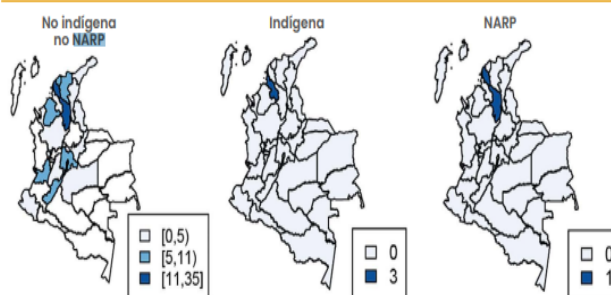 No indígena
no NARP
Indígena
NARP
[0,5)
[5,11)
[11,35]
0
3
0
1